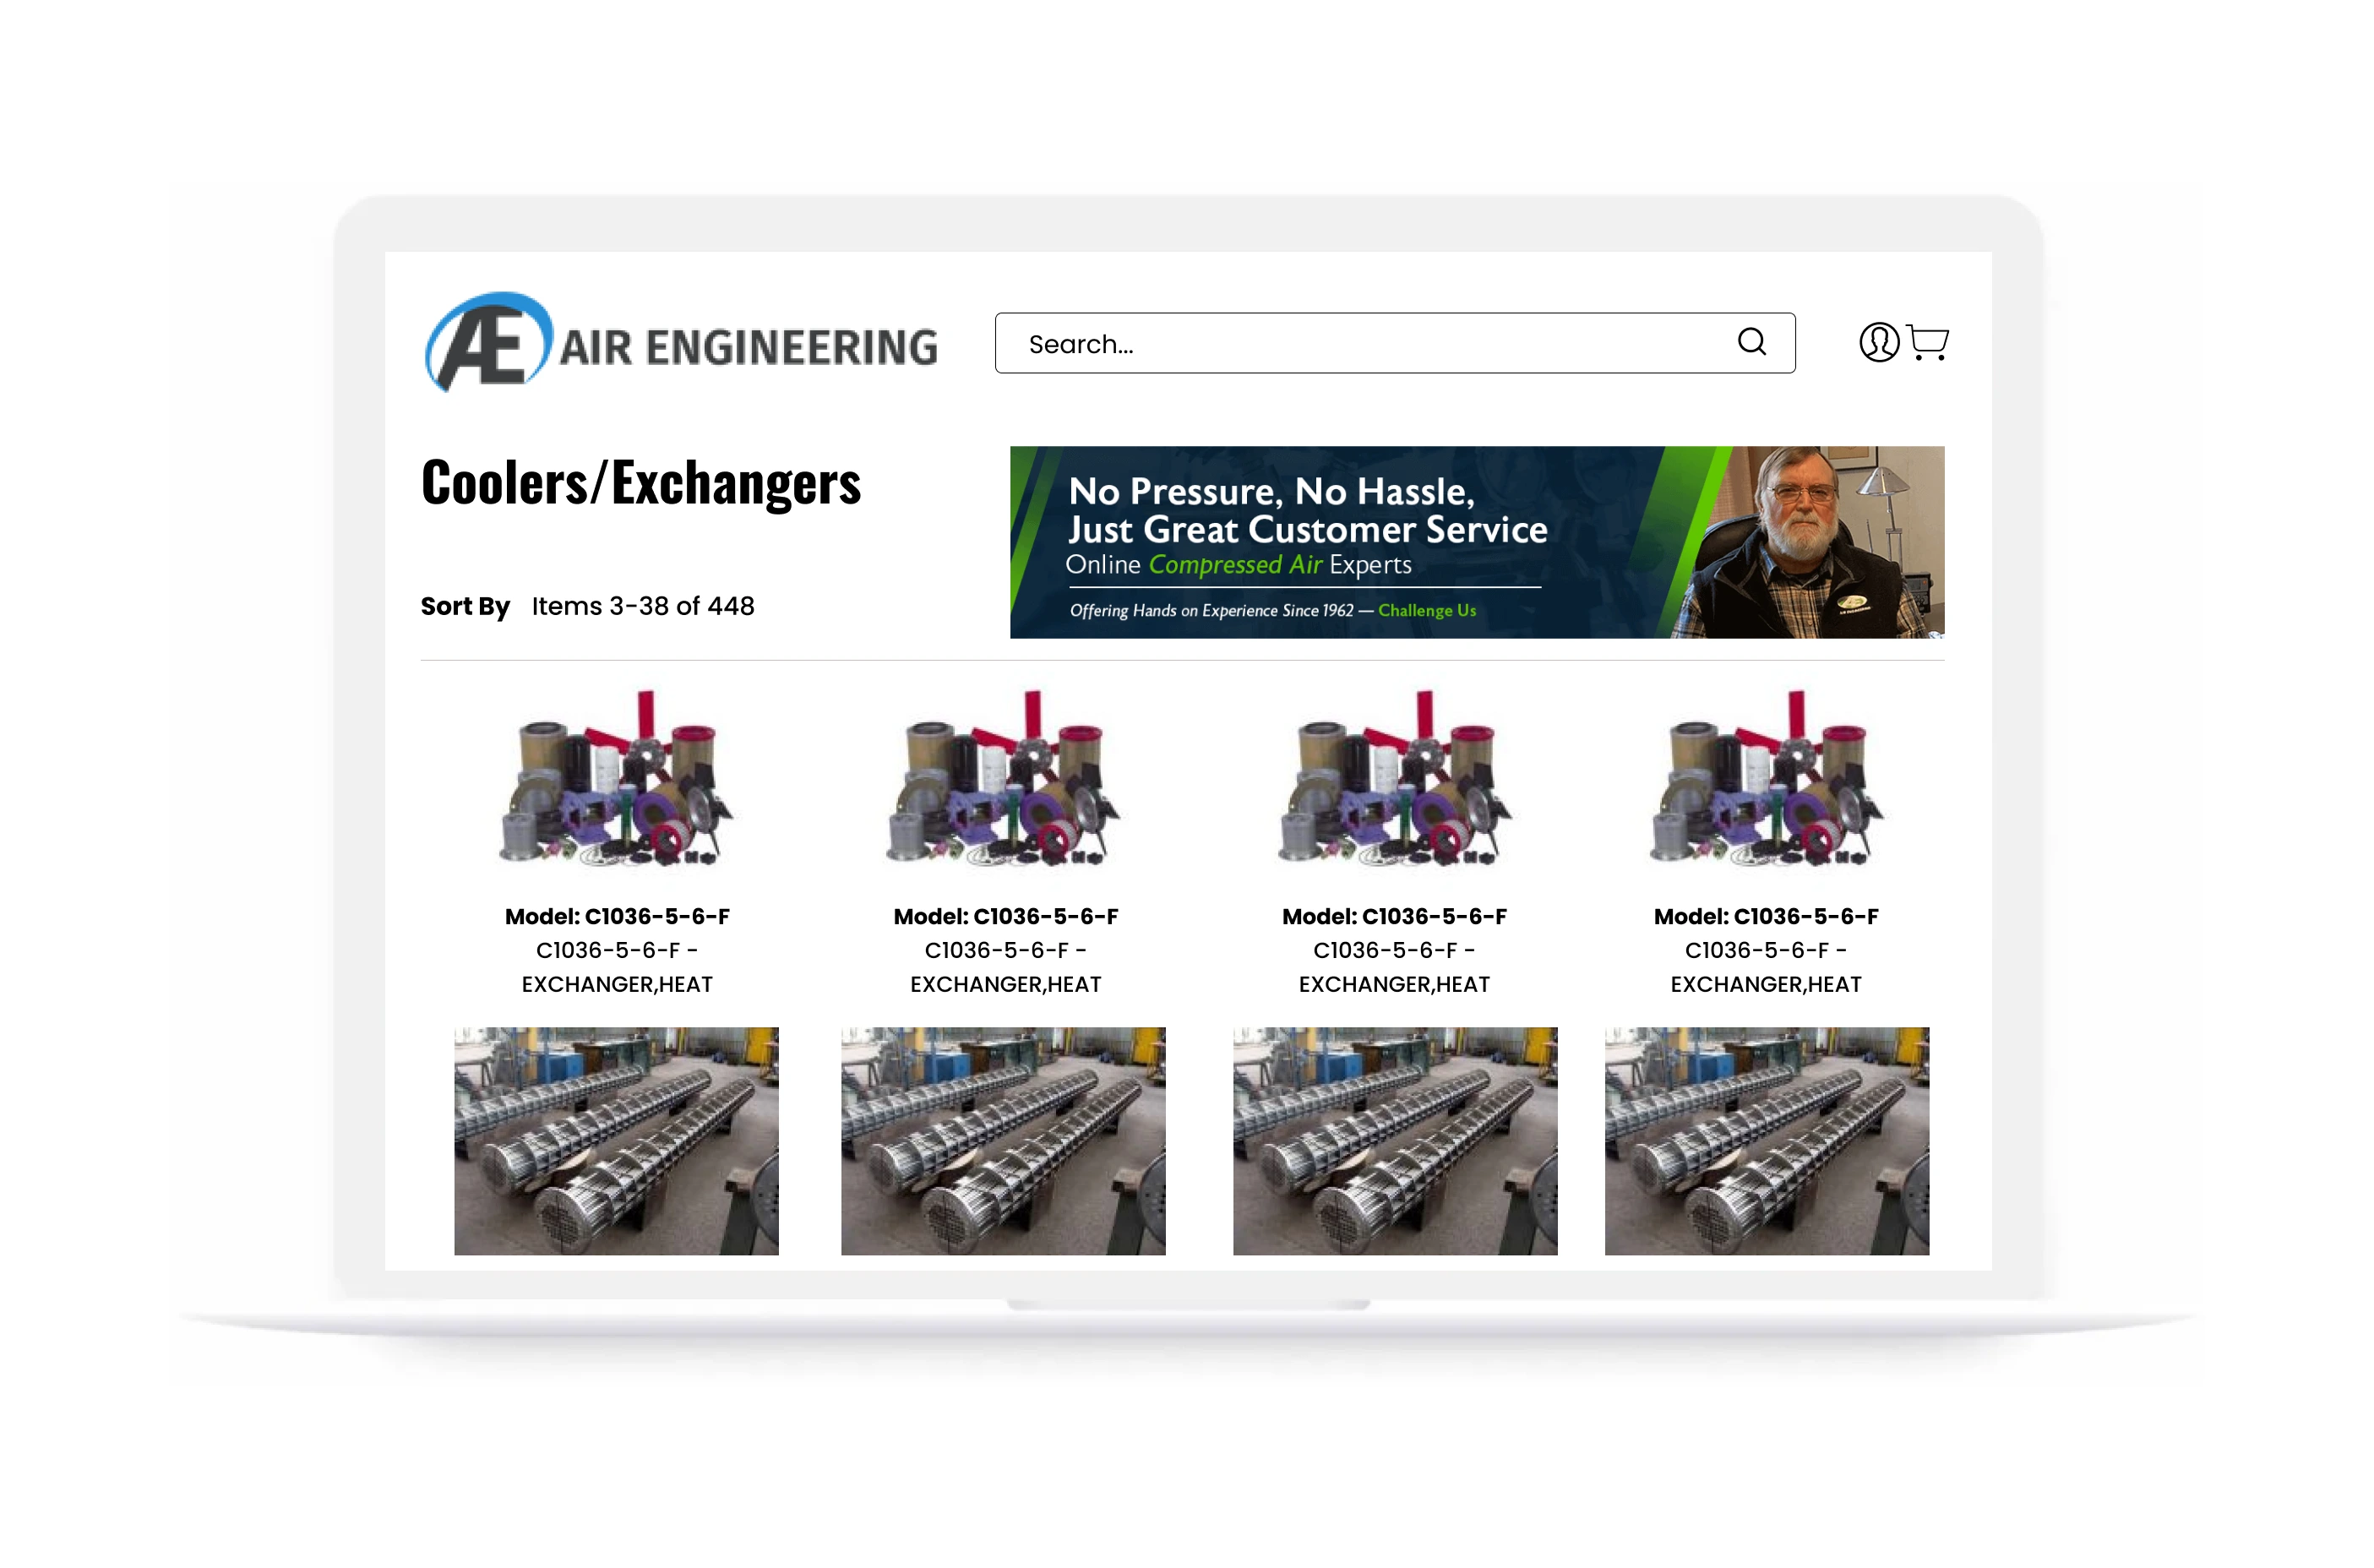 Æ AIR ENGINEERING
Search...
Coolers/Exchangers
No Pressure, No Hassle,
Just Great Customer Service
Online Compressed Air Experts
Offering Hands on Experience Since 1962 — Challenge Us
Sort By Items 3-38 of 448
Model: C1036-5-6-F
C1036-5-6-F -
EXCHANGER,HEAT
Model: C1036-5-6-F
C1036-5-6-F -
EXCHANGER,HEAT
Model: C1036-5-6-F
C1036-5-6-F -
EXCHANGER,HEAT
Model: C1036-5-6-F
C1036-5-6-F -
EXCHANGER,HEAT